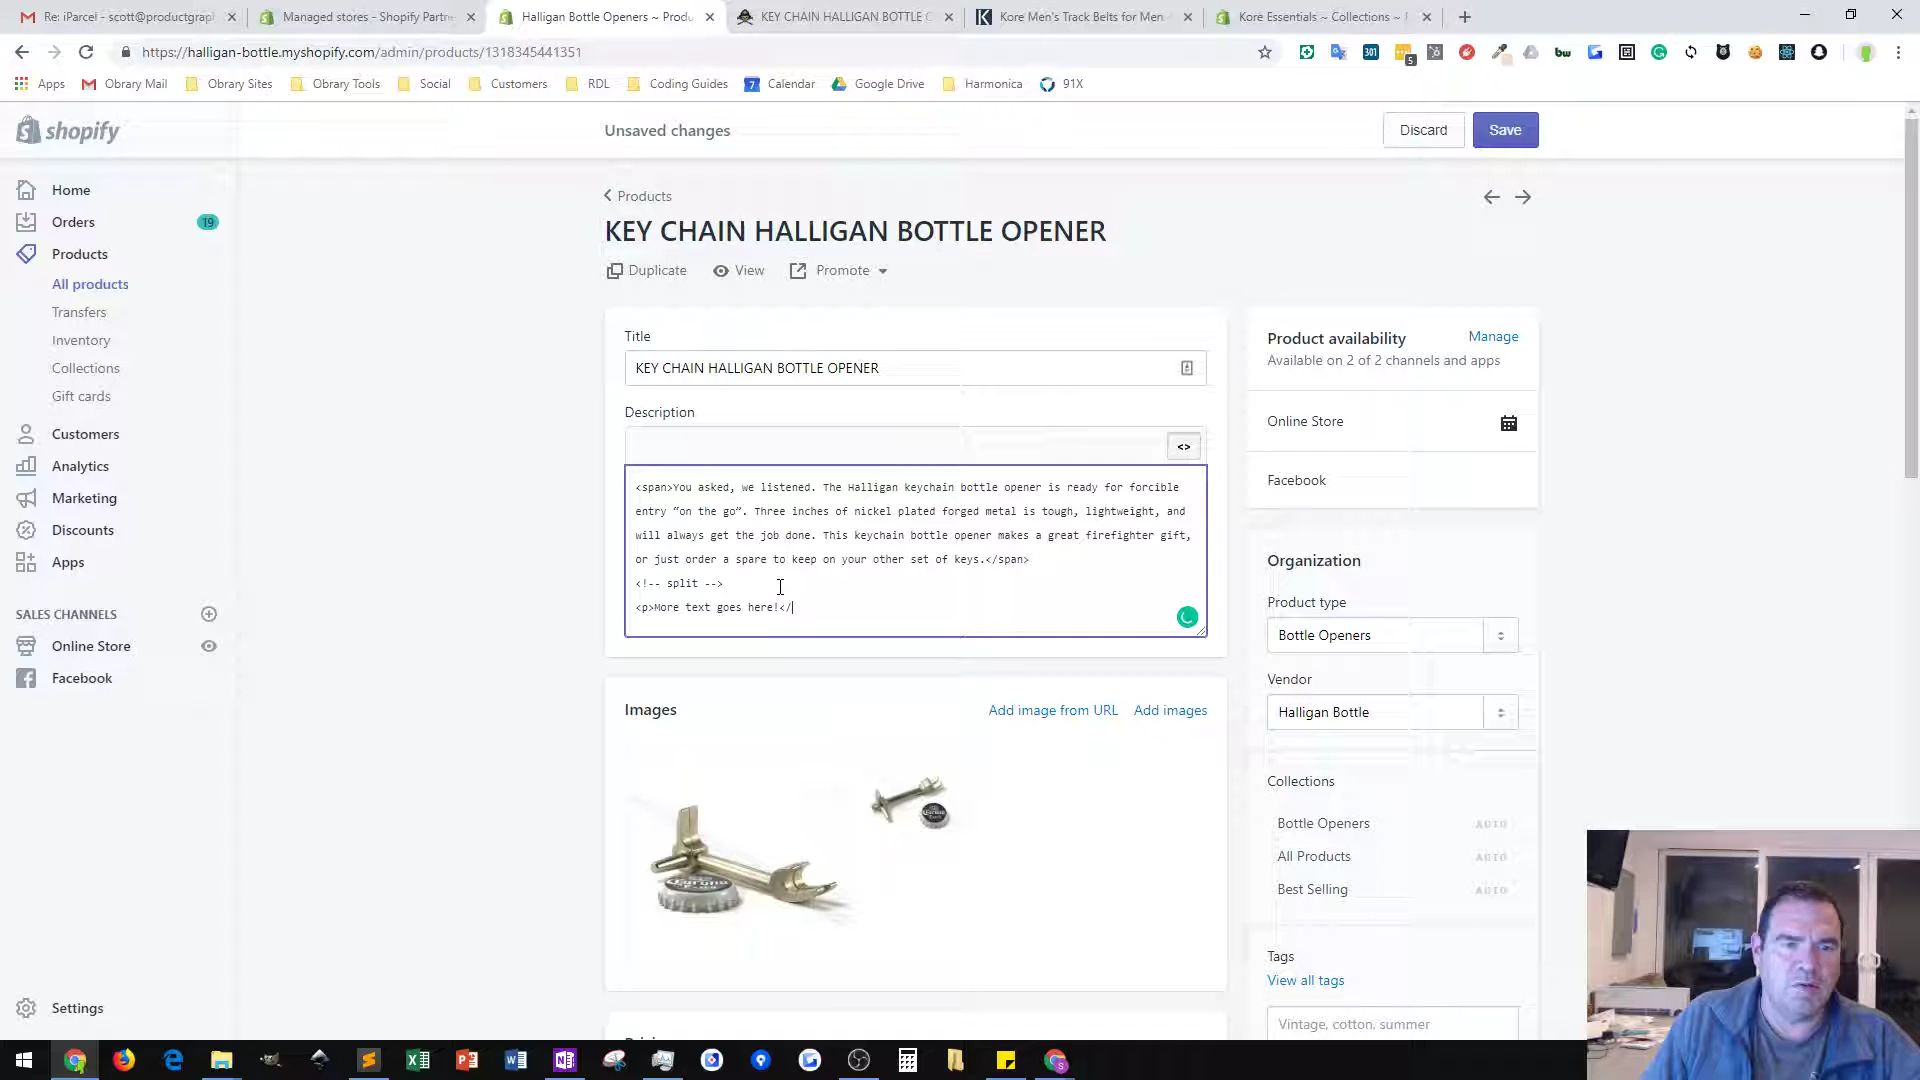 Re: iParcel - scott@productgrap
Managed stores - Shopify Partne
Halligan Bottle Openers ~ Produ
KEY CHAIN HALLIGAN BOTTLE O
Kore Men's Track Belts for Men
Kore Essentials ~ Collections ~
https://halligan-bottle.myshopify.com/admin/products/1318345441351
Apps
Obrary Mail
Obrary Sites
Obrary Tools
Social
Customers
RDL
Coding Guides
Calendar
Google Drive
Harmonica
91X
shopify
Unsaved changes
Discard
Save
Home
Orders
19
Products
All products
Transfers
Inventory
Collections
Gift cards
Customers
Analytics
Marketing
Discounts
Apps
SALES CHANNELS
Online Store
Facebook
Settings
Products
KEY CHAIN HALLIGAN BOTTLE OPENER
Duplicate
View
Promote
Title
KEY CHAIN HALLIGAN BOTTLE OPENER
Description
<>
<span>You asked, we listened. The Halligan keychain bottle opener is ready for forcible
entry “on the go”. Three inches of nickel plated forged metal is tough, lightweight, and
will always get the job done. This keychain bottle opener makes a great firefighter gift,
or just order a spare to keep on your other set of keys.</span>
<!-- split -->
<p>More text goes here!</
Images
Add image from URL
Add images
Product availability
Manage
Available on 2 of 2 channels and apps
Online Store
Facebook
Organization
Product type
Bottle Openers
Vendor
Halligan Bottle
Collections
Bottle Openers
AUTO
All Products
AUTO
Best Selling
AUTO
Tags
View all tags
Vintage, cotton, summer